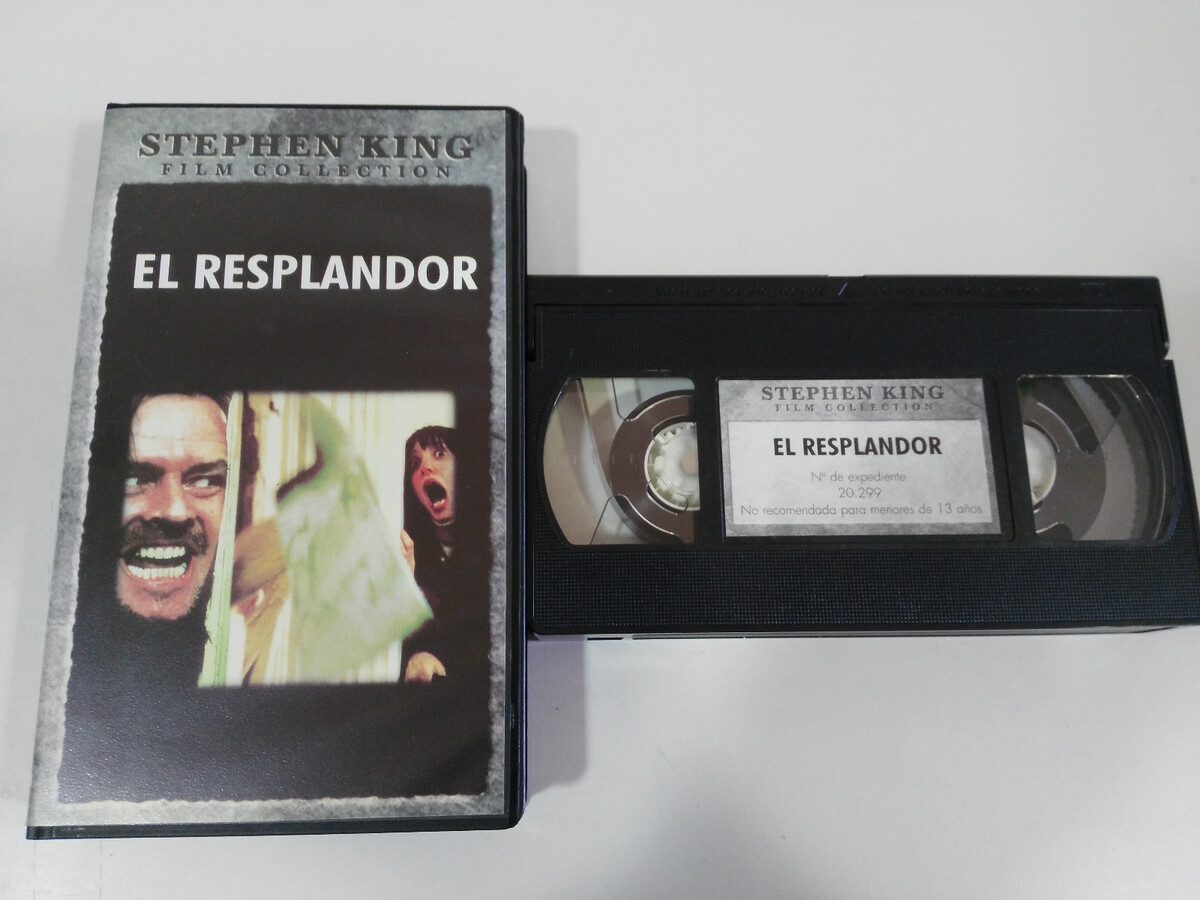 STEPHEN KING
FILM COLLECTION
EL RESPLANDOR
STEPHEN KING
FILM COLLECTION
EL RESPLANDOR
Nº de expediente
20.299
No recomendada para menores de 13 años